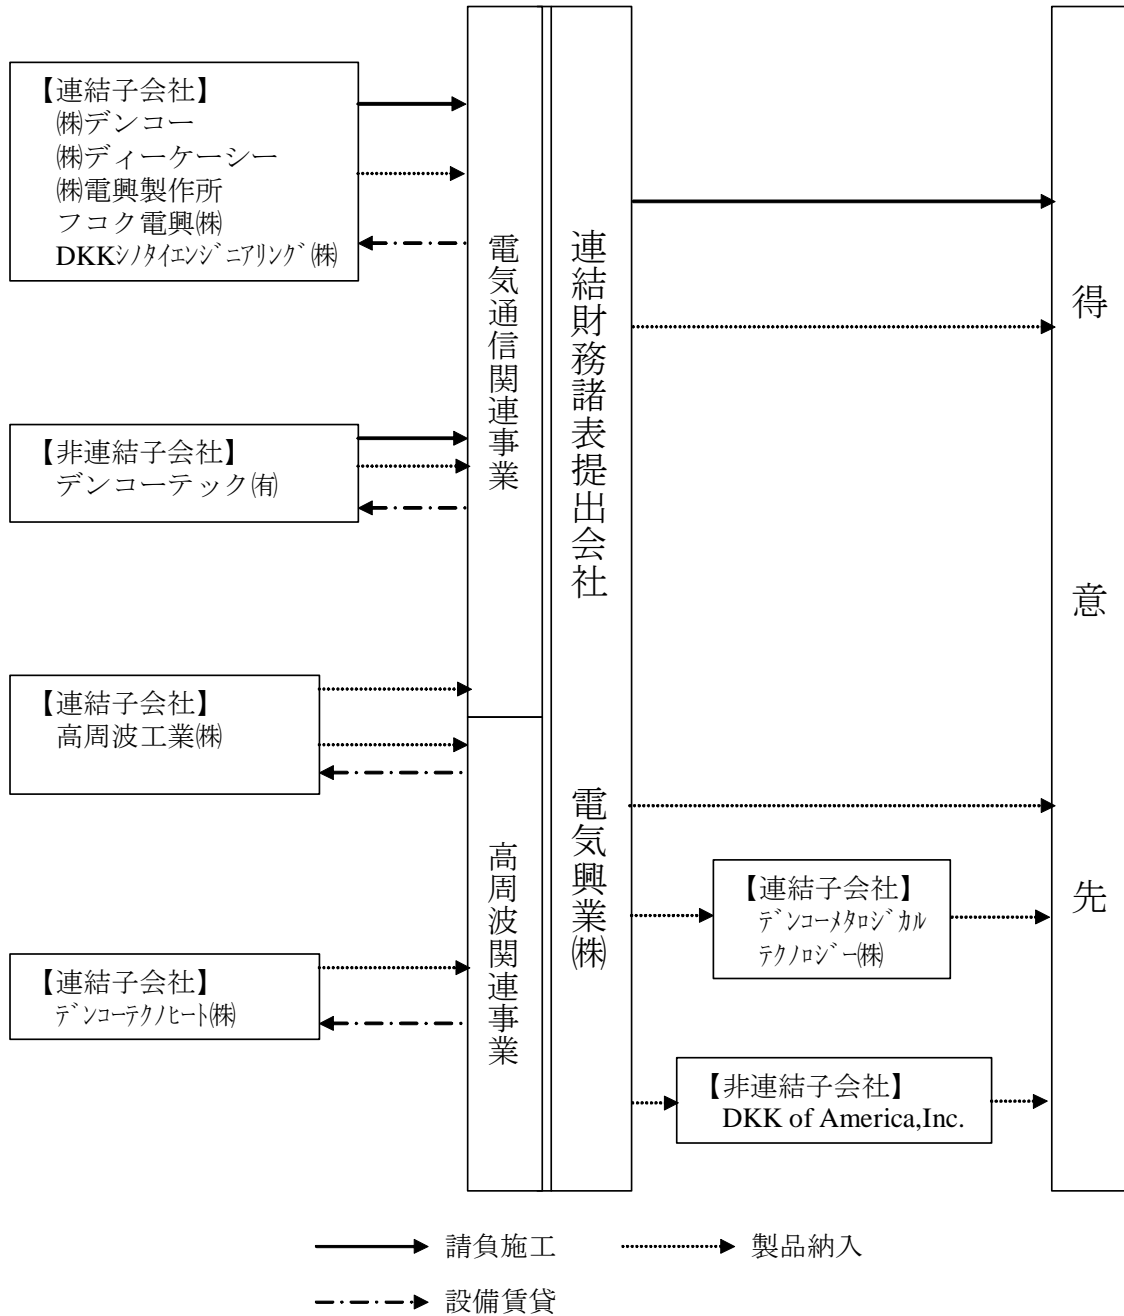 【連結子会社】
㈱デンコー
㈱ディーケーシー
㈱電興製作所
フコク電興㈱
DKKｼﾉﾀｲｴﾝｼﾞﾆｱﾘﾝｸﾞ㈱
【非連結子会社】
デンコーテック㈲
【連結子会社】
高周波工業㈱
【連結子会社】
ﾃﾞﾝｺｰﾃｸﾉﾋｰﾄ㈱
電気通信関連事業
高周波関連事業
連結財務諸表提出会社
電気興業㈱
【連結子会社】
ﾃﾞﾝｺｰﾒﾀﾛｼﾞｶﾙ
ﾃｸﾉﾛｼﾞｰ㈱
【非連結子会社】
DKK of America,Inc.
得意先
請負施工
製品納入
設備賃貸